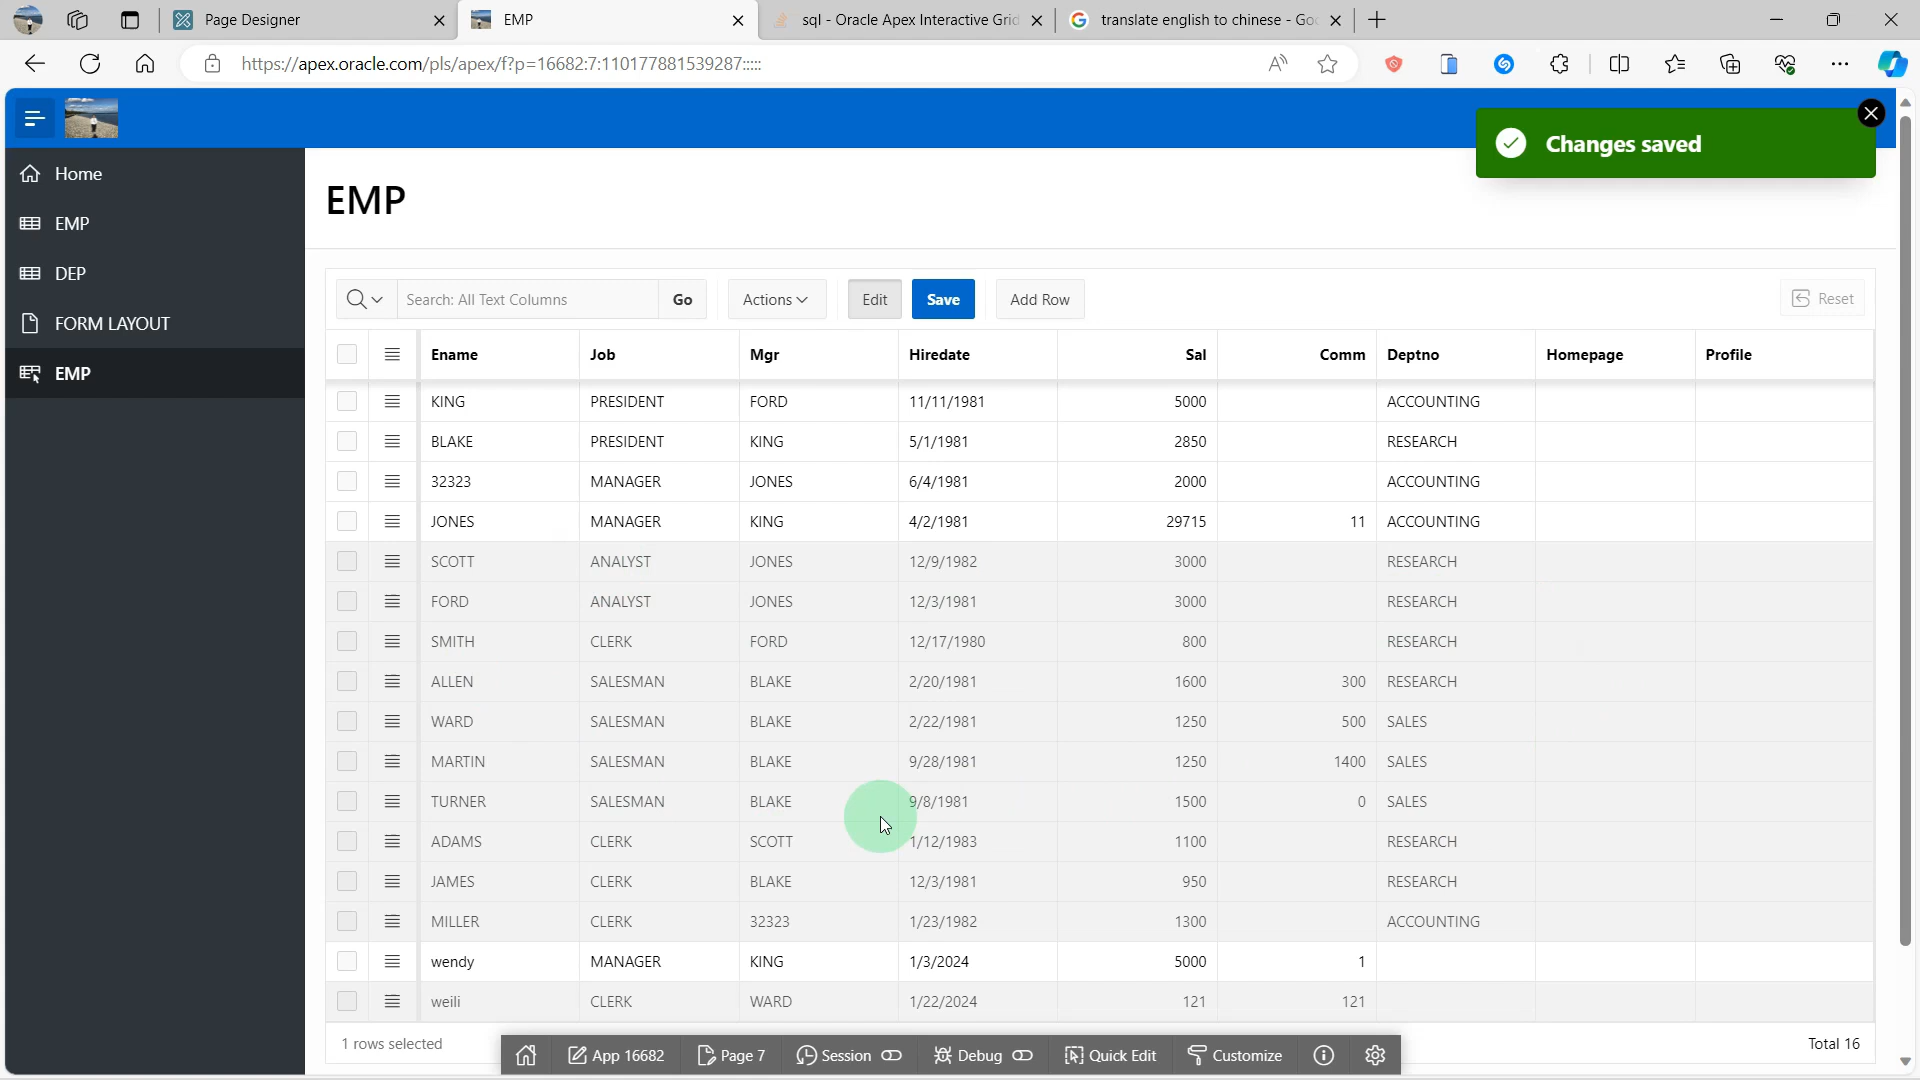 Page Designer
EMP
sql - Oracle Apex Interactive Grid
translate english to chinese - Goo
https://apex.oracle.com/pls/apex/f?p=16682:7:110177881539287:::::
Changes saved
Home
EMP
DEP
FORM LAYOUT
EMP
EMP
Search: All Text Columns Go Actions Edit Save Add Row Reset
Ename Job Mgr Hiredate Sal Comm Deptno Homepage Profile
KING PRESIDENT FORD 11/11/1981 5000 ACCOUNTING
BLAKE PRESIDENT KING 5/1/1981 2850 RESEARCH
32323 MANAGER JONES 6/4/1981 2000 ACCOUNTING
JONES MANAGER KING 4/2/1981 29715 11 ACCOUNTING
SCOTT ANALYST JONES 12/9/1982 3000 RESEARCH
FORD ANALYST JONES 12/3/1981 3000 RESEARCH
SMITH CLERK FORD 12/17/1980 800 RESEARCH
ALLEN SALESMAN BLAKE 2/20/1981 1600 300 RESEARCH
WARD SALESMAN BLAKE 2/22/1981 1250 500 SALES
MARTIN SALESMAN BLAKE 9/28/1981 1250 1400 SALES
TURNER SALESMAN BLAKE 9/8/1981 1500 0 SALES
ADAMS CLERK SCOTT 1/12/1983 1100 RESEARCH
JAMES CLERK BLAKE 12/3/1981 950 RESEARCH
MILLER CLERK 32323 1/23/1982 1300 ACCOUNTING
wendy MANAGER KING 1/3/2024 5000 1
weili CLERK WARD 1/22/2024 121 121
1 rows selected Total 16
App 16682 Page 7 Session Debug Quick Edit Customize